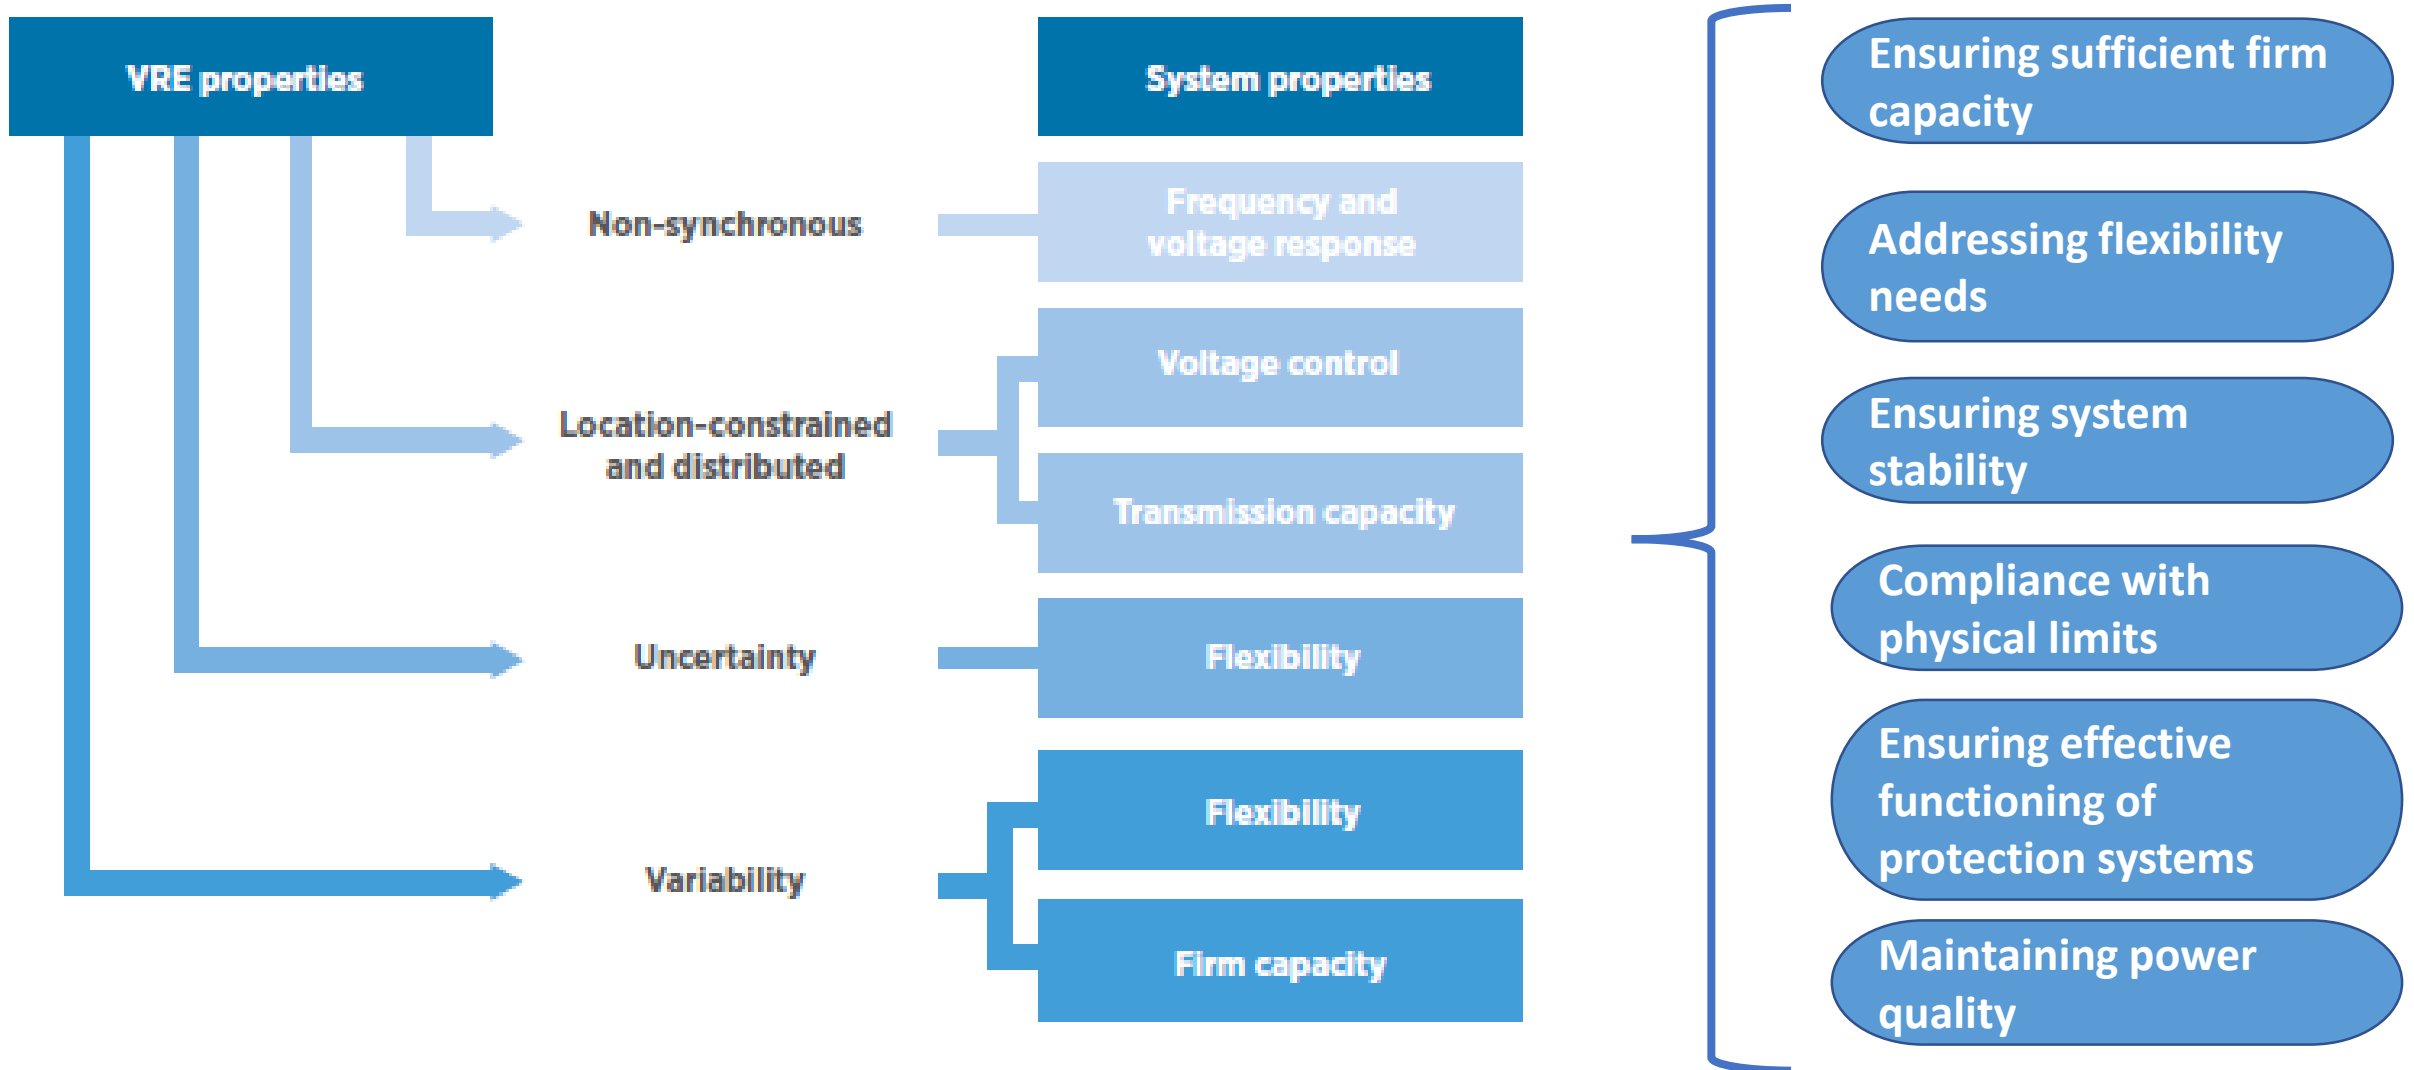 VRE properties
System properties
Non-synchronous
Frequency and
voltage response
Location-constrained
and distributed
Voltage control
Transmission capacity
Uncertainty
Flexibility
Variability
Flexibility
Firm capacity
Ensuring sufficient firm
capacity
Addressing flexibility
needs
Ensuring system
stability
Compliance with
physical limits
Ensuring effective
functioning of
protection systems
Maintaining power
quality